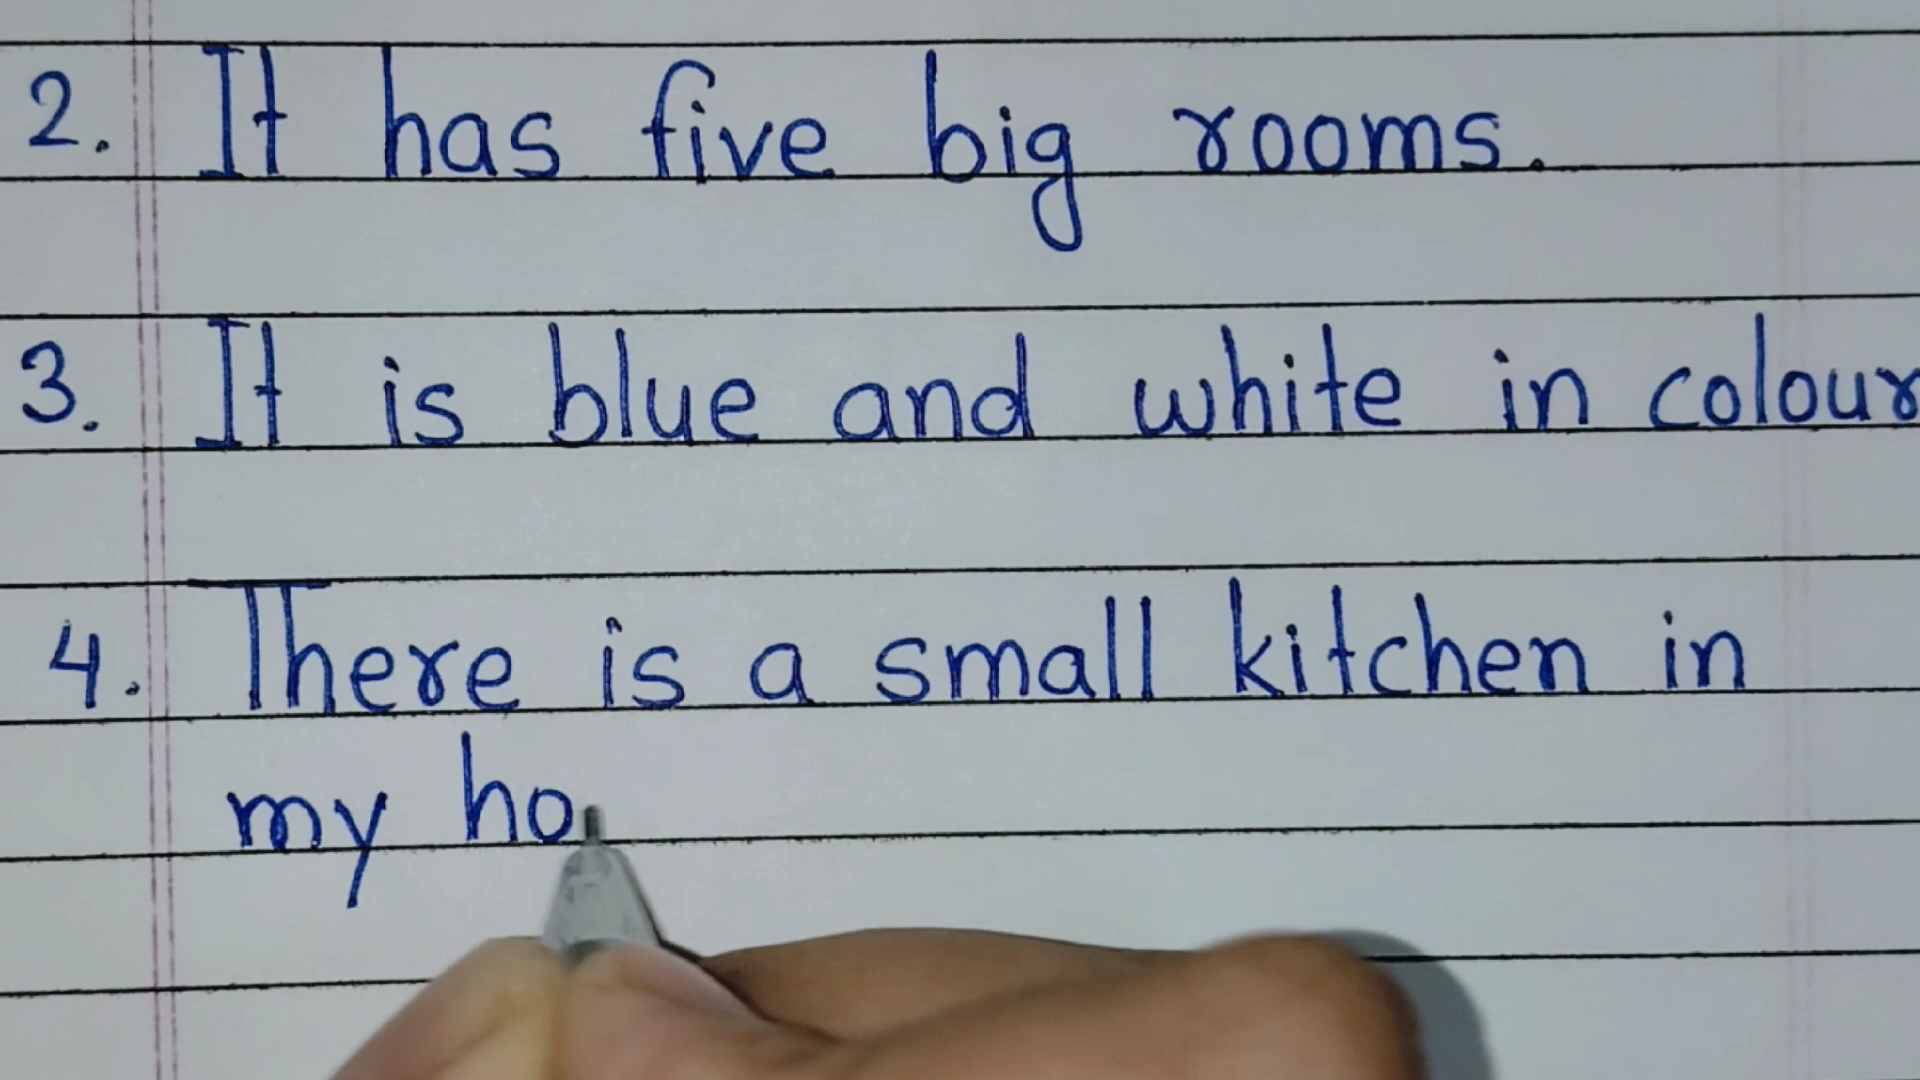 2. It has five big rooms.
3. It is blue and white in colour
4. There is a small kitchen in
my ho